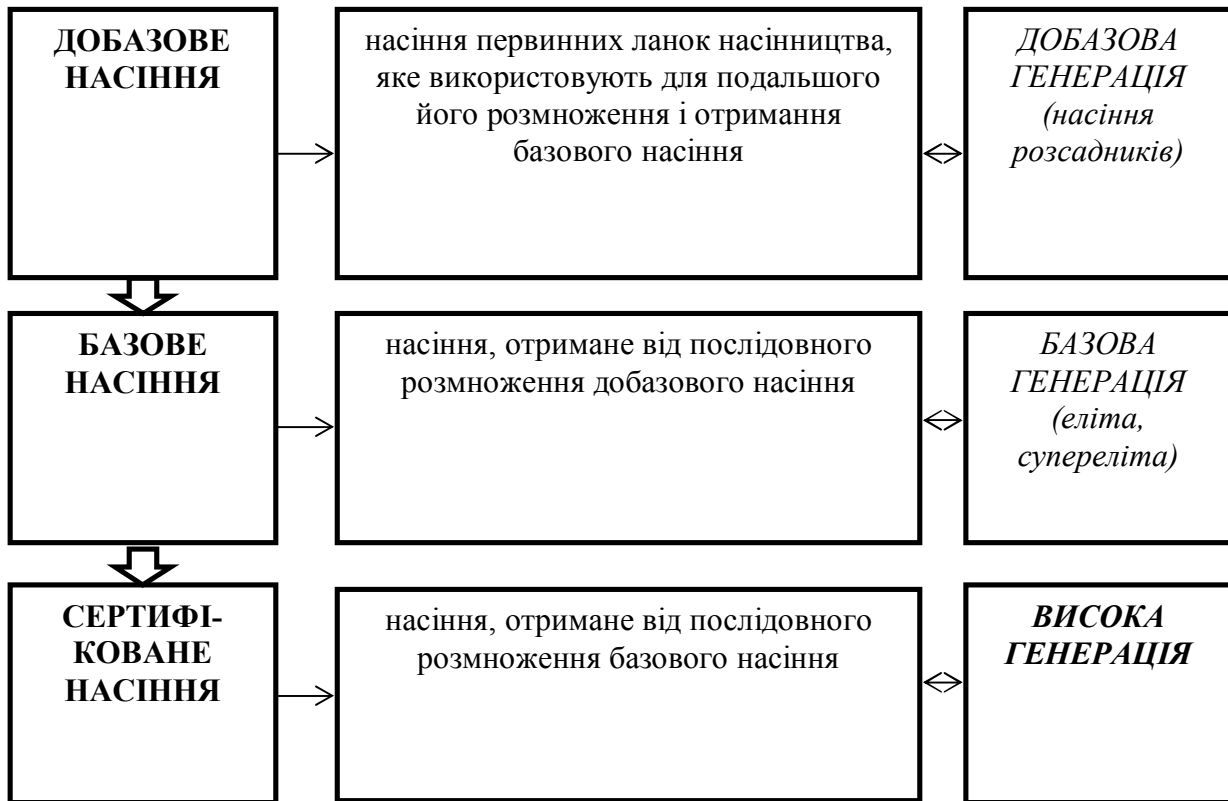 ДОБАЗОВЕ
НАСІННЯ
насіння первинних ланок насінництва,
яке використовують для подальшого
його розмноження і отримання
базового насіння
ДОБАЗОВА
ГЕНЕРАЦІЯ
(насіння
розсадників)
БАЗОВЕ
НАСІННЯ
насіння, отримане від послідовного
розмноження добазового насіння
БАЗОВА
ГЕНЕРАЦІЯ
(еліта,
супереліта)
СЕРТИФІ-
КОВАНЕ
НАСІННЯ
насіння, отримане від послідовного
розмноження базового насіння
ВИСОКА
ГЕНЕРАЦІЯ